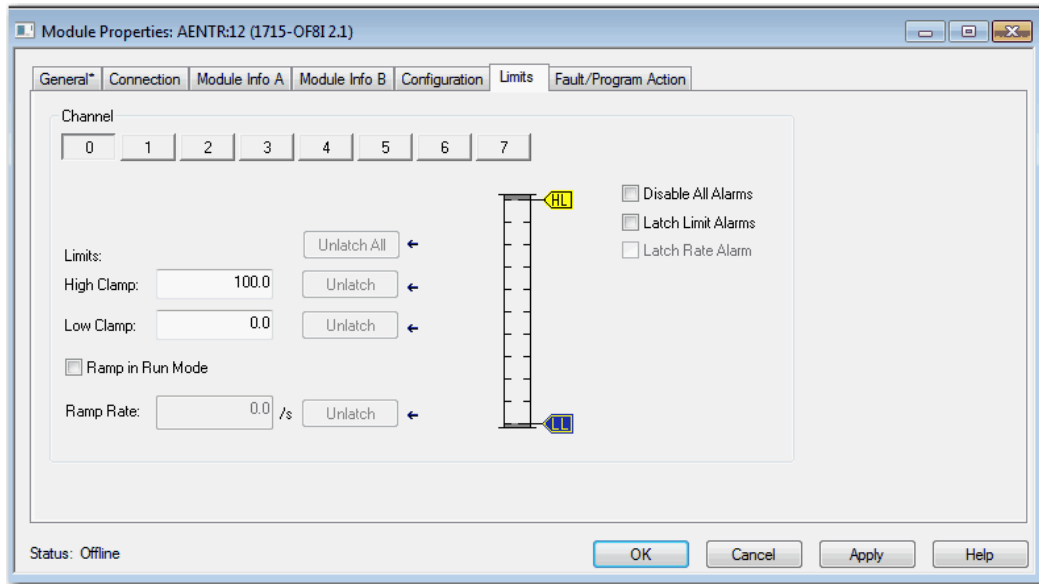 Module Properties: AENTR:12 (1715-OF8I 2.1)
General* Connection Module Info A Module Info B Configuration Limits Fault/Program Action
Channel
0 1 2 3 4 5 6 7
HL
Disable All Alarms
Latch Limit Alarms
Latch Rate Alarm
Limits:
Unlatch All
High Clamp: 100.0 Unlatch
Low Clamp: 0.0 Unlatch
Ramp in Run Mode
Ramp Rate: 0.0 /s Unlatch
LL
Status: Offline
OK Cancel Apply Help